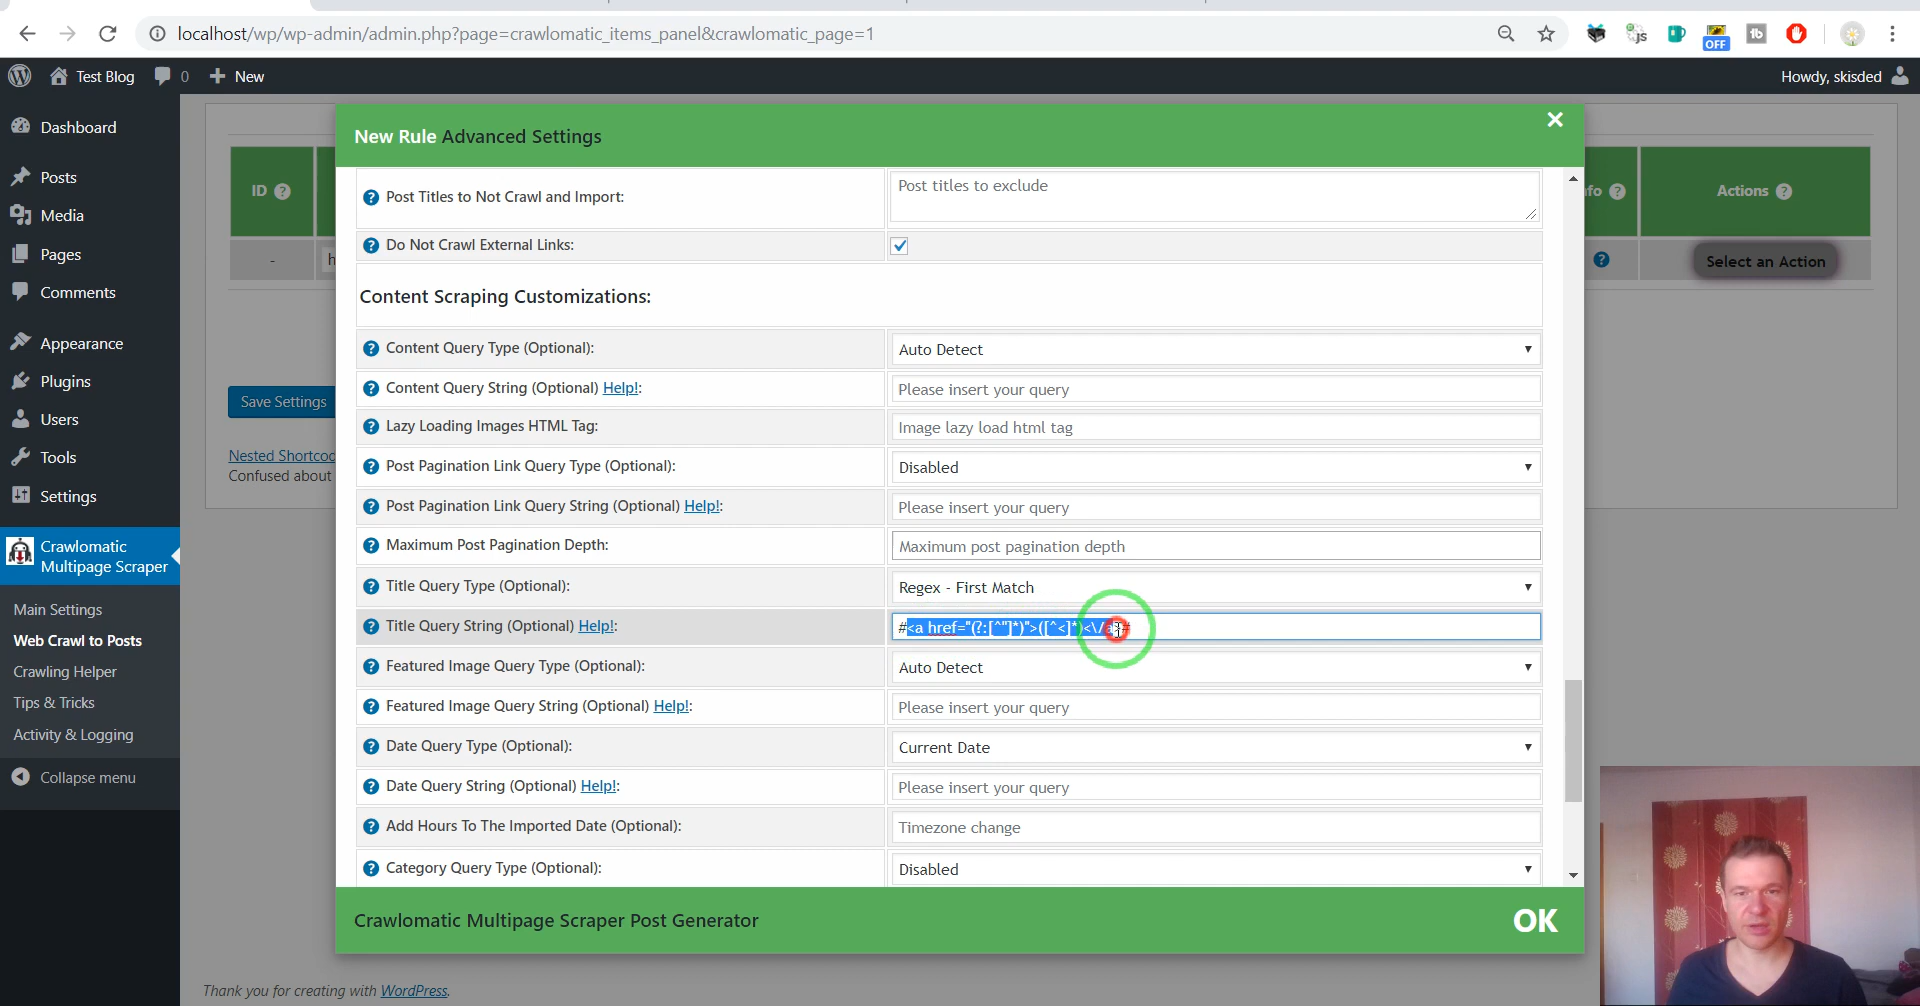 localhost/wp/wp-admin/admin.php?page=crawlomatic_items_panel&crawlomatic_page=1
JS
OFF
tb
Test Blog
0
New
Howdy, skisded
Dashboard
Posts
Media
Pages
Comments
Appearance
Plugins
Users
Tools
Settings
Crawlomatic
Multipage Scraper
Main Settings
Web Crawl to Posts
Crawling Helper
Tips & Tricks
Activity & Logging
Collapse menu
ID
-
h
Save Settings
Nested Shortcod
Confused about
fo
Actions
Select an Action
New Rule Advanced Settings
Post Titles to Not Crawl and Import:
Post titles to exclude
Do Not Crawl External Links:
Content Scraping Customizations:
Content Query Type (Optional):
Auto Detect
Content Query String (Optional) Help!:
Please insert your query
Lazy Loading Images HTML Tag:
Image lazy load html tag
Post Pagination Link Query Type (Optional):
Disabled
Post Pagination Link Query String (Optional) Help!:
Please insert your query
Maximum Post Pagination Depth:
Maximum post pagination depth
Title Query Type (Optional):
Regex - First Match
Title Query String (Optional) Help!:
#<a href="(?:[^"]*)">([^<]*)<\/a>#
Featured Image Query Type (Optional):
Auto Detect
Featured Image Query String (Optional) Help!:
Please insert your query
Date Query Type (Optional):
Current Date
Date Query String (Optional) Help!:
Please insert your query
Add Hours To The Imported Date (Optional):
Timezone change
Category Query Type (Optional):
Disabled
Crawlomatic Multipage Scraper Post Generator
OK
Thank you for creating with WordPress.